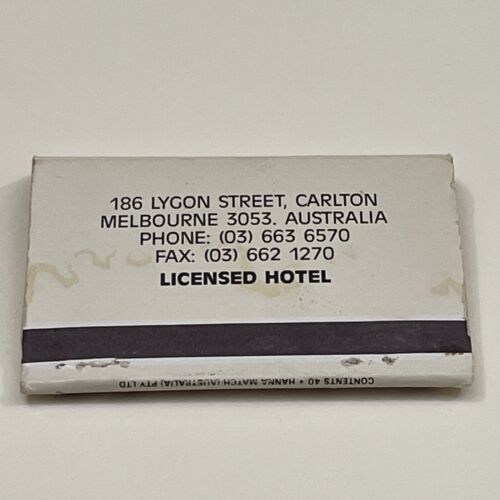 186 LYGON STREET, CARLTON
MELBOURNE 3053. AUSTRALIA
PHONE: (03) 663 6570
FAX: (03) 662 1270
LICENSED HOTEL
CONTENTS 40 • HANNA MATCH (AUSTRALIA) PTY LTD